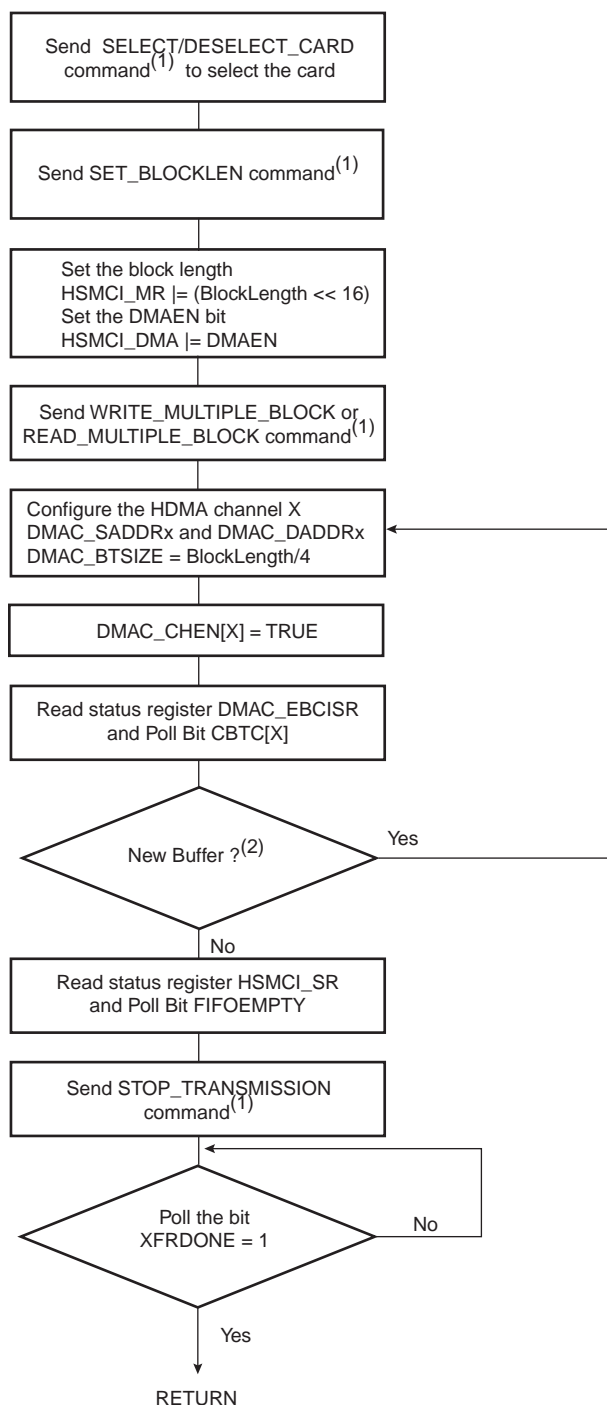 Send SELECT/DESELECT_CARD
command(1) to select the card
Send SET_BLOCKLEN command(1)
Set the block length
HSMCI_MR |= (BlockLength << 16)
Set the DMAEN bit
HSMCI_DMA |= DMAEN
Send WRITE_MULTIPLE_BLOCK or
READ_MULTIPLE_BLOCK command(1)
Configure the HDMA channel X
DMAC_SADDRx and DMAC_DADDRx
DMAC_BTSIZE = BlockLength/4
DMAC_CHEN[X] = TRUE
Read status register DMAC_EBCISR
and Poll Bit CBTC[X]
New Buffer ?(2)
Yes
No
Read status register HSMCI_SR
and Poll Bit FIFOEMPTY
Send STOP_TRANSMISSION
command(1)
Poll the bit
XFRDONE = 1
No
Yes
RETURN